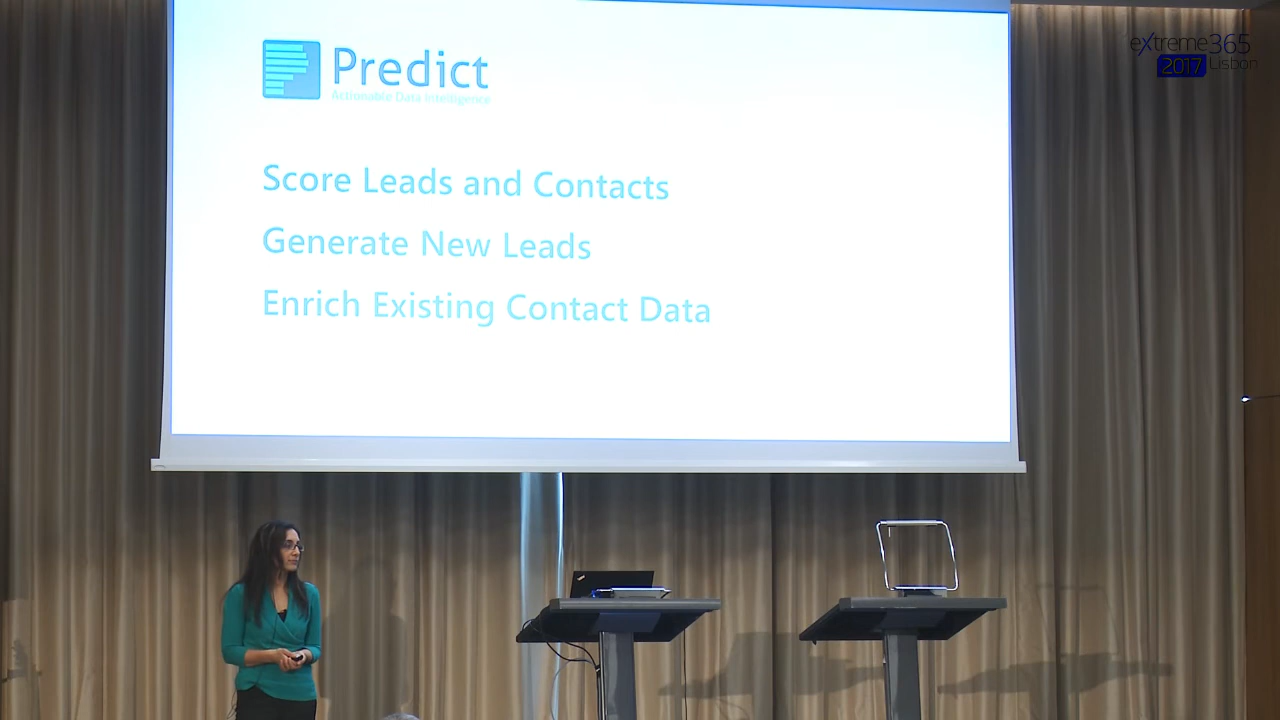 Predict
Actionable Data Intelligence
Score Leads and Contacts
Generate New Leads
Enrich Existing Contact Data
eXtreme365
2017 Lisbon